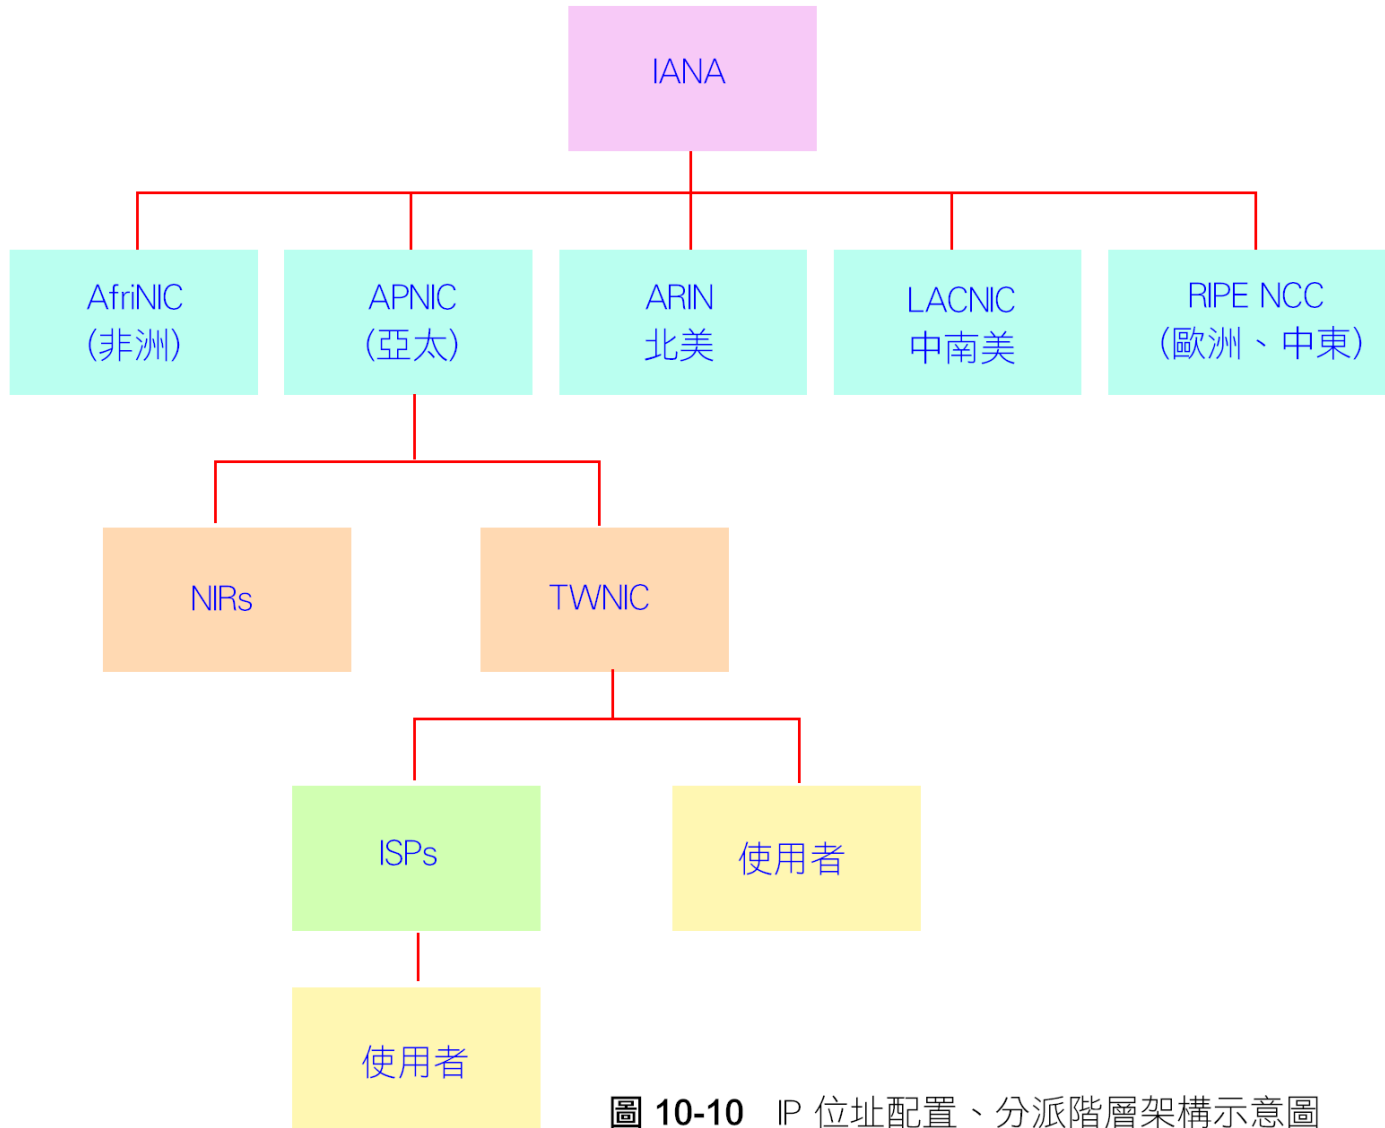 IANA
AfriNIC
(非洲)
APNIC
(亞太)
ARIN
北美
LACNIC
中南美
RIPE NCC
(歐洲、中東)
NIRs
TWNIC
ISPs
使用者
使用者
圖 10-10 IP 位址配置、分派階層架構示意圖